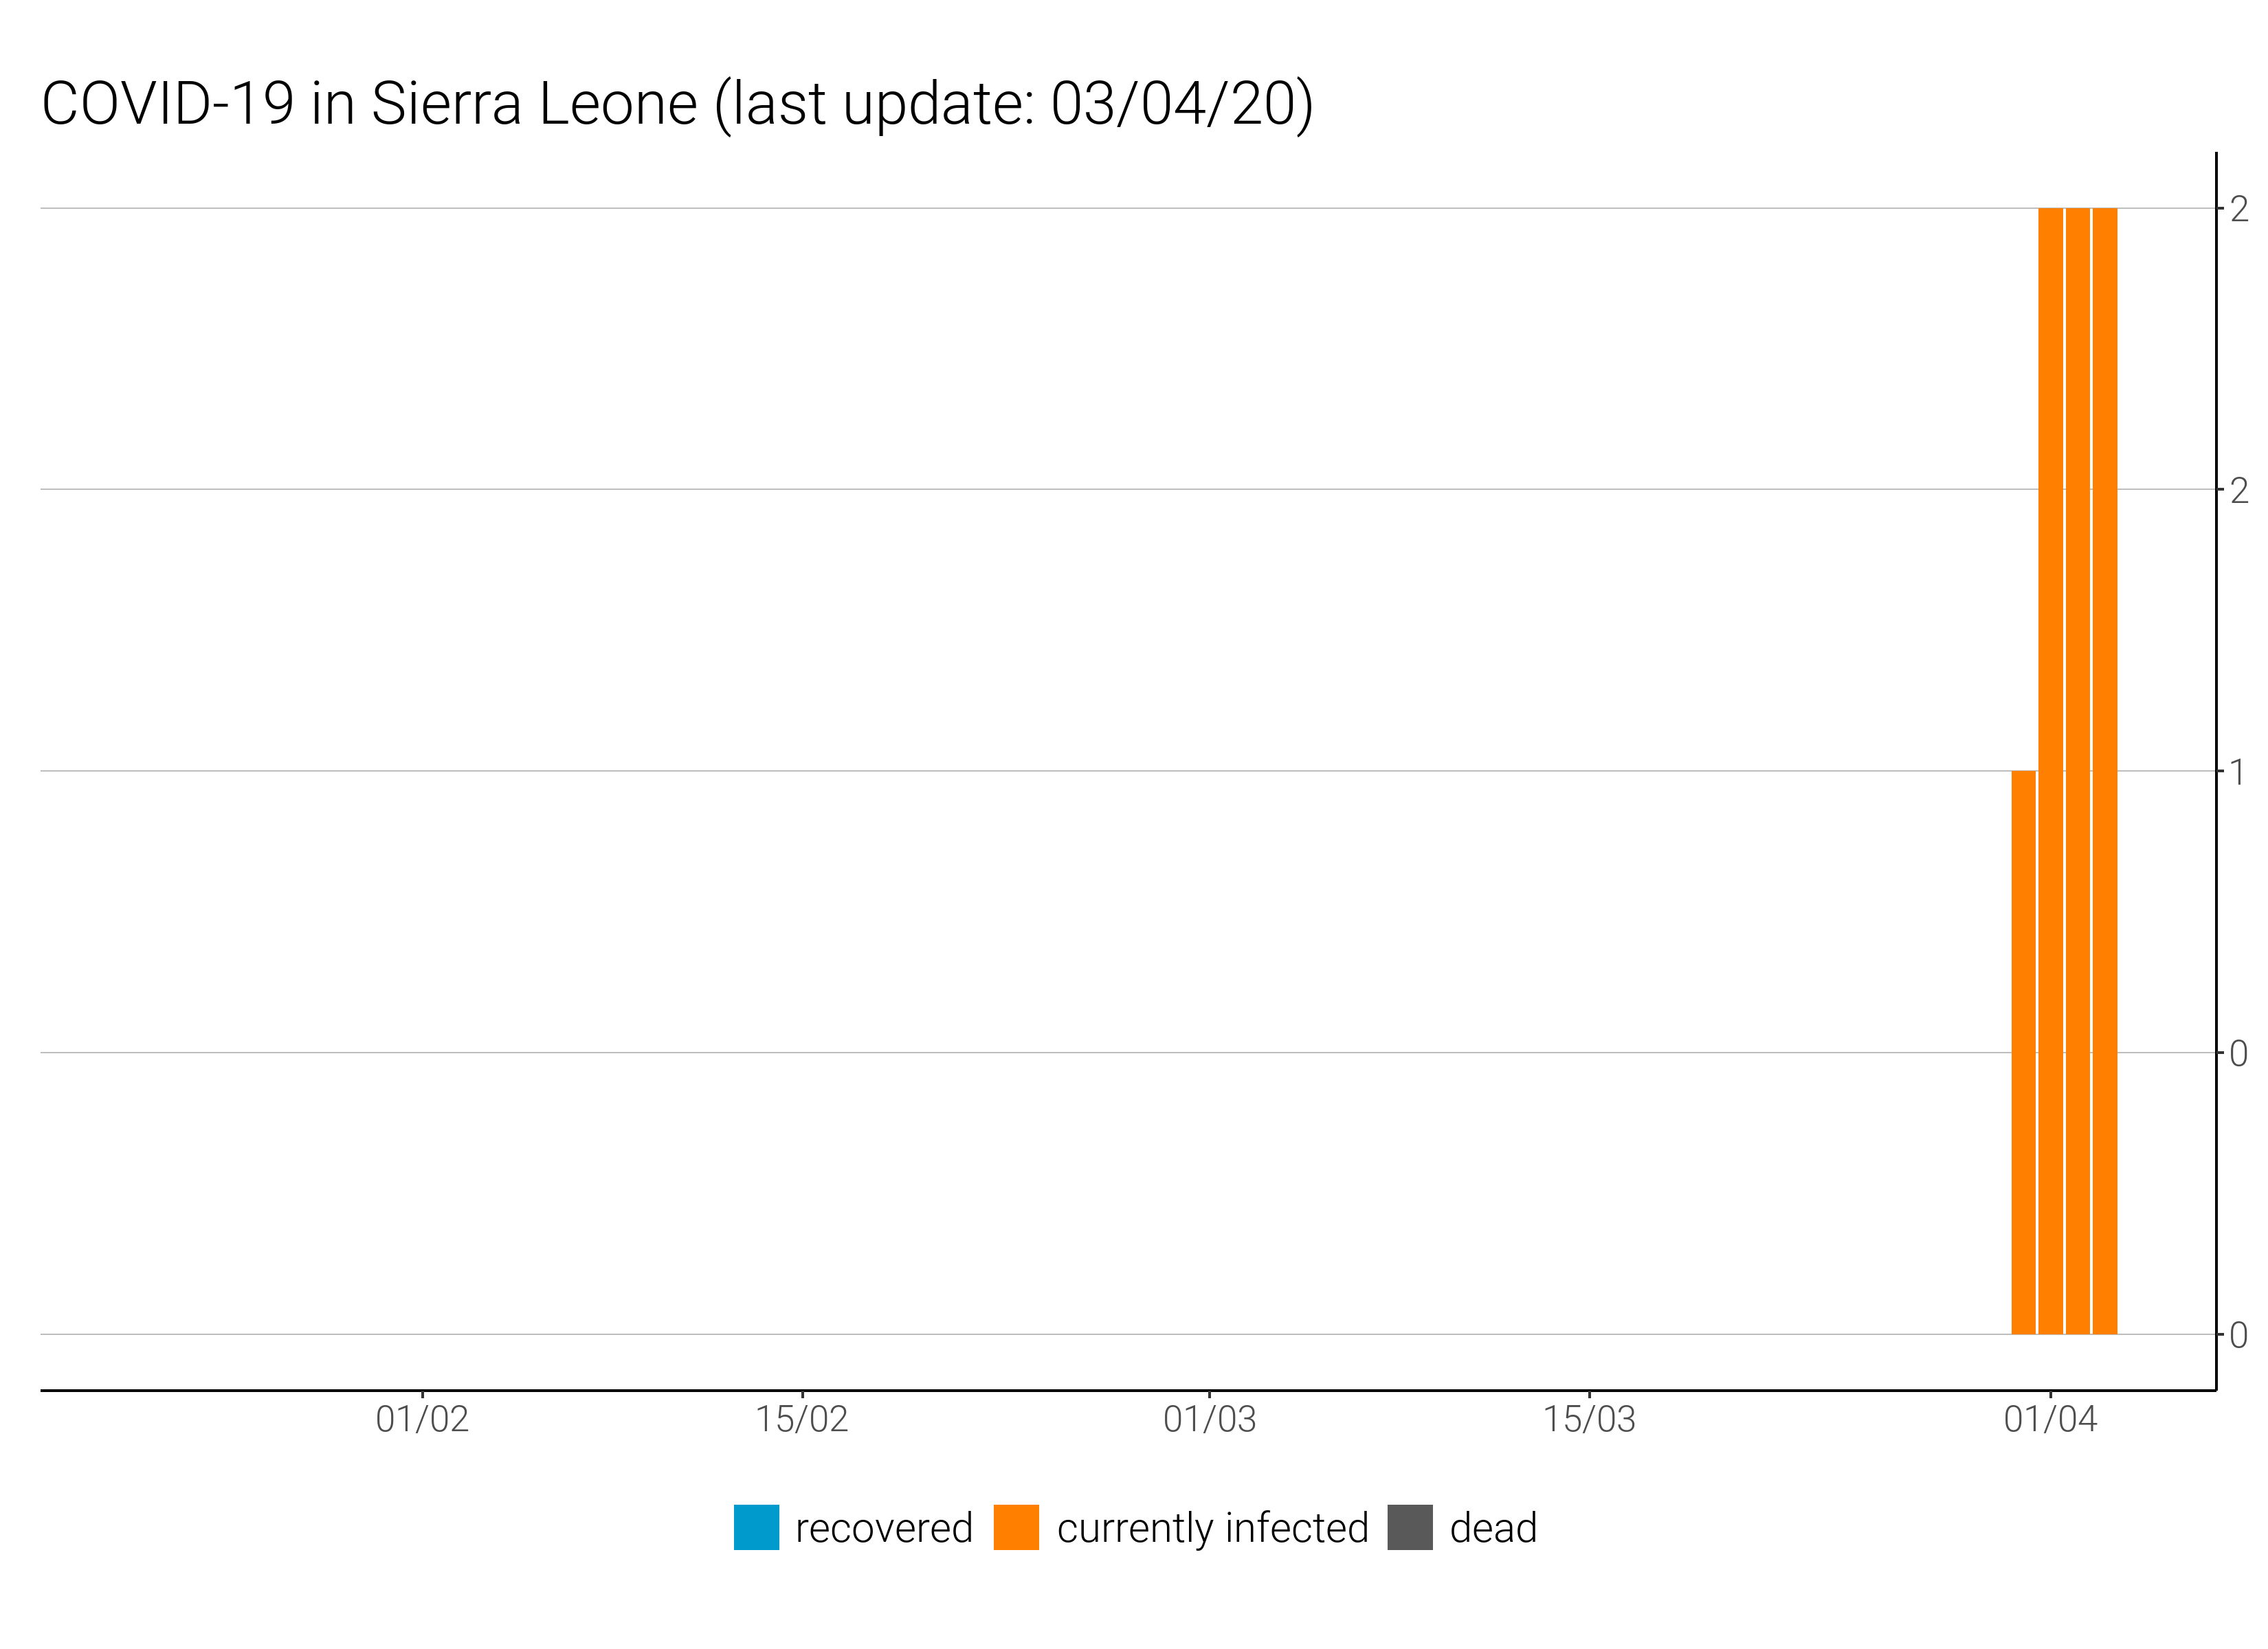 COVID-19 in Sierra Leone (last update: 03/04/20)
2
2
1
0
0
01/02 15/02 01/03 15/03 01/04
recovered currently infected dead